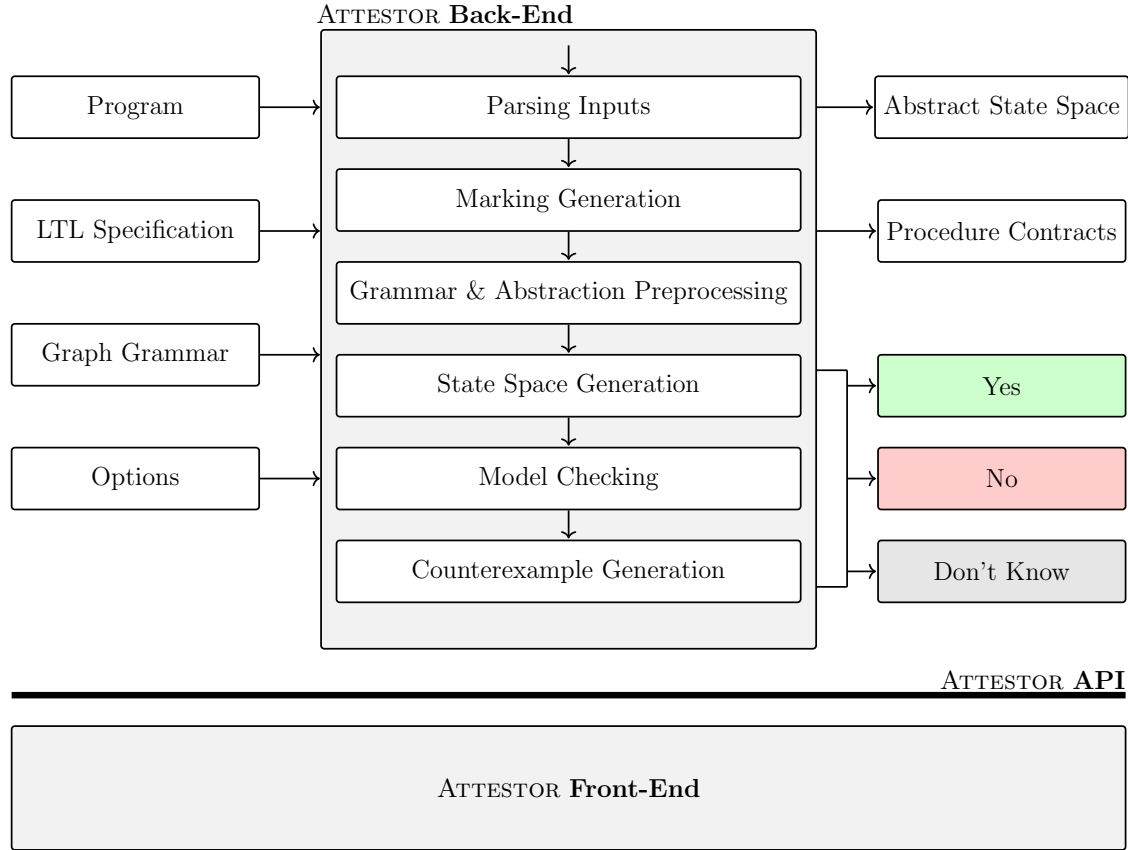 ATTESTOR Back-End
Program
LTL Specification
Graph Grammar
Options
Parsing Inputs
Marking Generation
Grammar & Abstraction Preprocessing
State Space Generation
Model Checking
Counterexample Generation
Abstract State Space
Procedure Contracts
Yes
No
Don't Know
ATTESTOR API
ATTESTOR Front-End